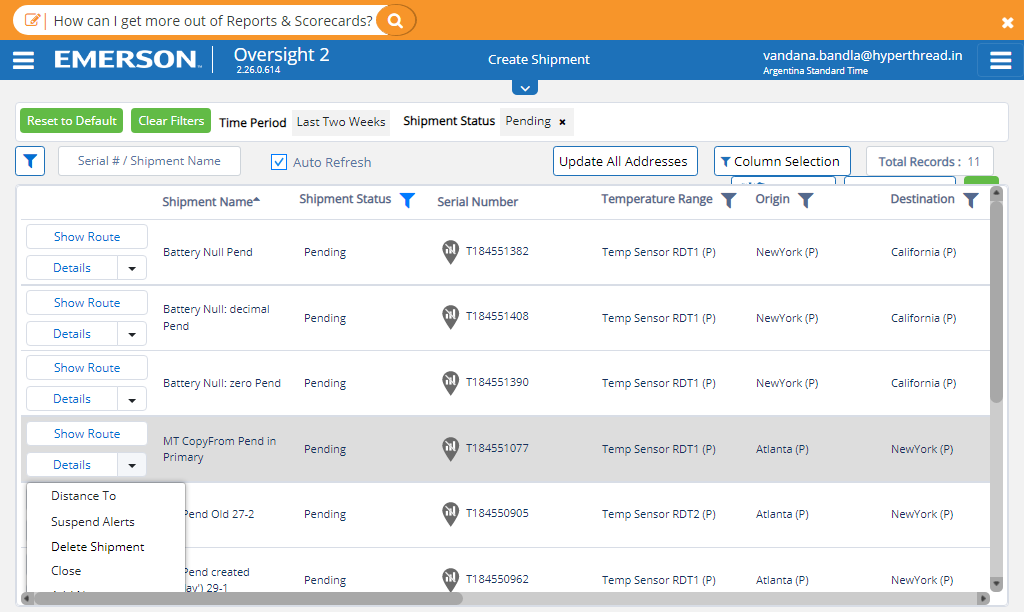 How can I get more out of Reports & Scorecards?
EMERSON
Oversight 2
2.26.0.614
Create Shipment
vandana.bandla@hyperthread.in
Argentina Standard Time
Reset to Default
Clear Filters
Time Period
Last Two Weeks
Shipment Status
Pending ×
Serial # / Shipment Name
Auto Refresh
Update All Addresses
Column Selection
Total Records : 11
Shipment Name
Shipment Status
Serial Number
Temperature Range
Origin
Destination
Show Route
Details
Battery Null Pend
Pending
T184551382
Temp Sensor RDT1 (P)
NewYork (P)
California (P)
Show Route
Details
Battery Null: decimal
Pend
Pending
T184551408
Temp Sensor RDT1 (P)
NewYork (P)
California (P)
Show Route
Details
Battery Null: zero Pend
Pending
T184551390
Temp Sensor RDT1 (P)
NewYork (P)
California (P)
Show Route
Details
MT CopyFrom Pend in
Primary
Pending
T184551077
Temp Sensor RDT1 (P)
Atlanta (P)
NewYork (P)
Distance To
Suspend Alerts
Delete Shipment
Close
Pend Old 27-2
Pending
T184550905
Temp Sensor RDT2 (P)
Atlanta (P)
NewYork (P)
Pend created
29-1
Pending
T184550962
Temp Sensor RDT1 (P)
Atlanta (P)
NewYork (P)